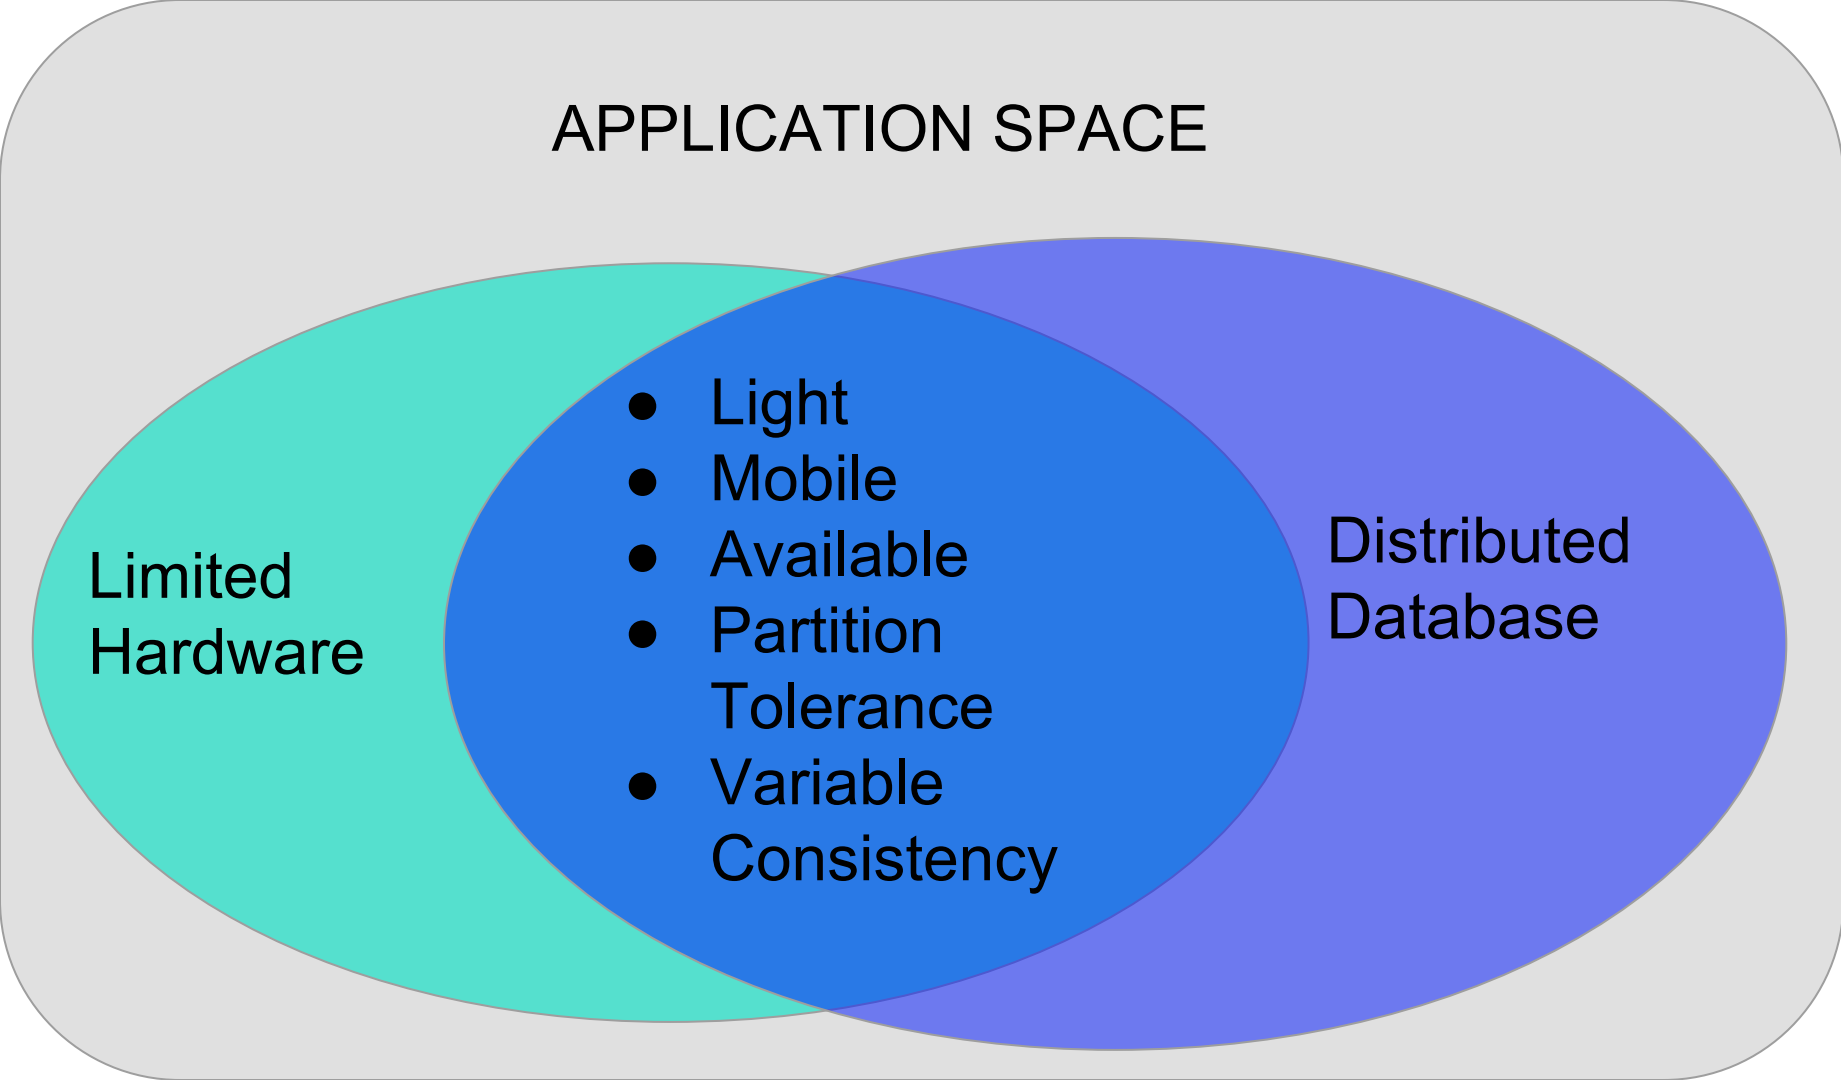 APPLICATION SPACE
Limited
Hardware
● Light
● Mobile
● Available
● Partition
Tolerance
● Variable
Consistency
Distributed
Database